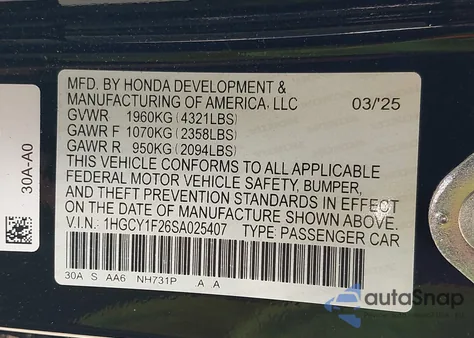 MFD. BY HONDA DEVELOPMENT &
MANUFACTURING OF AMERICA, LLC 03/'25
GVWR 1960KG (4321LBS)
GAWR F 1070KG (2358LBS)
GAWR R 950KG (2094LBS)
THIS VEHICLE CONFORMS TO ALL APPLICABLE
FEDERAL MOTOR VEHICLE SAFETY, BUMPER,
AND THEFT PREVENTION STANDARDS IN EFFECT
ON THE DATE OF MANUFACTURE SHOWN ABOVE.
V.I.N.: 1HGCY1F26SA025407 TYPE: PASSENGER CAR
30A S AA6 NH731P A A
30A-A0
autoSnap